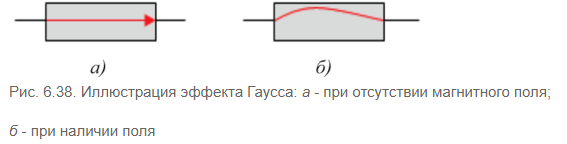 а) б)
Рис. 6.38. Иллюстрация эффекта Гаусса: а - при отсутствии магнитного поля;
б - при наличии поля